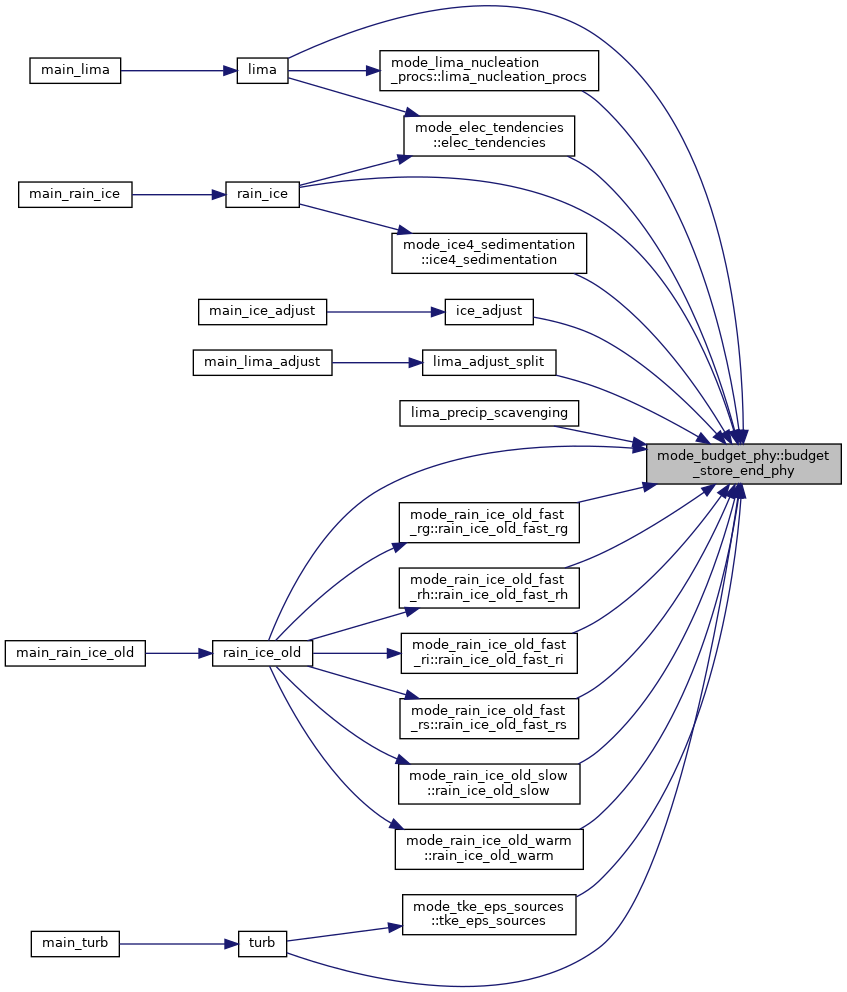 mode_lima_nucleation
_procs::lima_nucleation_procs
main_lima
lima
mode_elec_tendencies
::elec_tendencies
main_rain_ice
rain_ice
mode_ice4_sedimentation
::ice4_sedimentation
main_ice_adjust
ice_adjust
main_lima_adjust
lima_adjust_split
lima_precip_scavenging
mode_budget_phy::budget
_store_end_phy
mode_rain_ice_old_fast
_rg::rain_ice_old_fast_rg
mode_rain_ice_old_fast
_rh::rain_ice_old_fast_rh
main_rain_ice_old
rain_ice_old
mode_rain_ice_old_fast
_ri::rain_ice_old_fast_ri
mode_rain_ice_old_fast
_rs::rain_ice_old_fast_rs
mode_rain_ice_old_slow
::rain_ice_old_slow
mode_rain_ice_old_warm
::rain_ice_old_warm
mode_tke_eps_sources
::tke_eps_sources
main_turb
turb